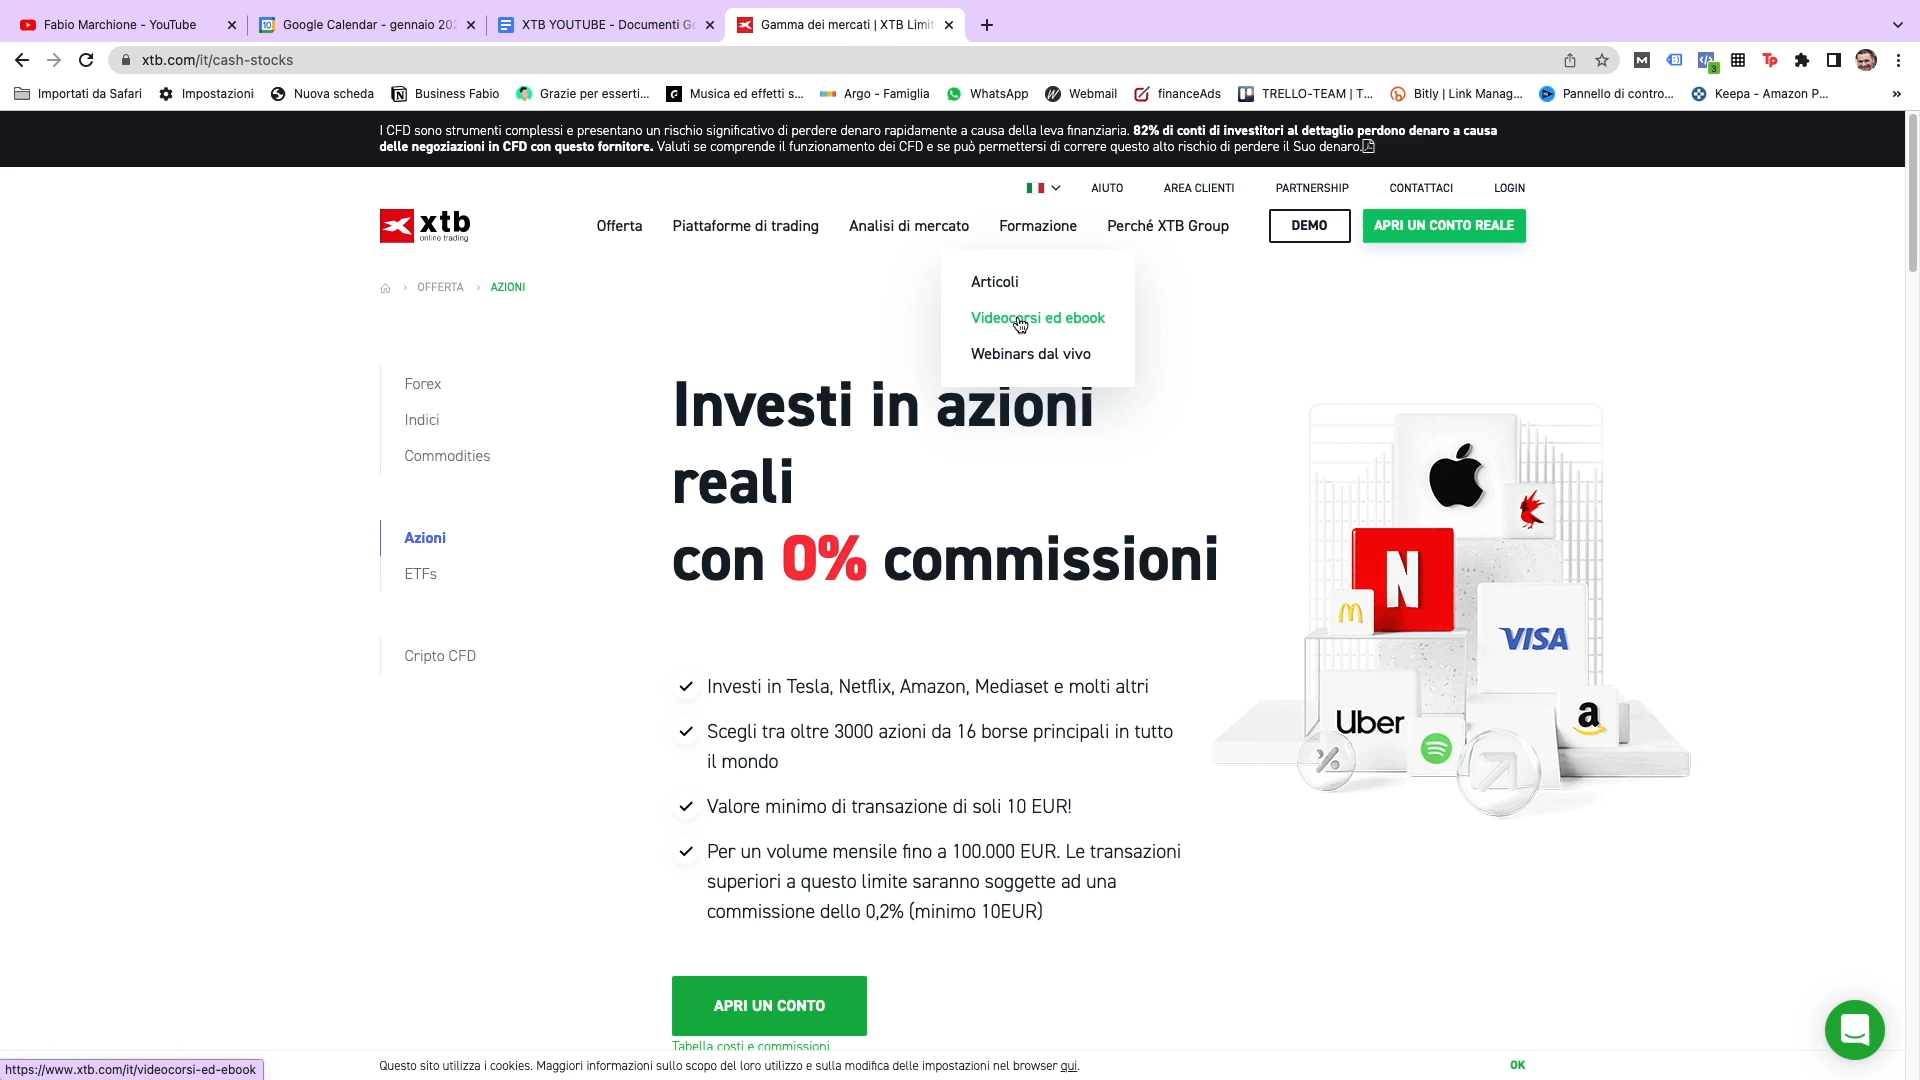 Fabio Marchione - YouTube
Google Calendar - gennaio 202
XTB YOUTUBE - Documenti Go
Gamma dei mercati | XTB Limit
xtb.com/it/cash-stocks
Importati da Safari
Impostazioni
Nuova scheda
Business Fabio
Grazie per esserti...
Musica ed effetti s...
Argo - Famiglia
WhatsApp
Webmail
financeAds
TRELLO-TEAM | T...
Bitly | Link Manag...
Pannello di contro...
Keepa - Amazon P...
I CFD sono strumenti complessi e presentano un rischio significativo di perdere denaro rapidamente a causa della leva finanziaria. 82% di conti di investitori al dettaglio perdono denaro a causa
delle negoziazioni in CFD con questo fornitore. Valuti se comprende il funzionamento dei CFD e se può permettersi di correre questo alto rischio di perdere il Suo denaro.
AIUTO
AREA CLIENTI
PARTNERSHIP
CONTATTACI
LOGIN
xtb
online trading
Offerta
Piattaforme di trading
Analisi di mercato
Formazione
Perché XTB Group
DEMO
APRI UN CONTO REALE
OFFERTA
AZIONI
Articoli
Videocorsi ed ebook
Webinars dal vivo
Forex
Indici
Commodities
Azioni
ETFs
Cripto CFD
Investi in azioni
reali
con 0% commissioni
Investi in Tesla, Netflix, Amazon, Mediaset e molti altri
Scegli tra oltre 3000 azioni da 16 borse principali in tutto
il mondo
Valore minimo di transazione di soli 10 EUR!
Per un volume mensile fino a 100.000 EUR. Le transazioni
superiori a questo limite saranno soggette ad una
commissione dello 0,2% (minimo 10EUR)
N
VISA
Uber
a
APRI UN CONTO
Tabella costi e commissioni
Questo sito utilizza i cookies. Maggiori informazioni sullo scopo del loro utilizzo e sulla modifica delle impostazioni nel browser qui.
OK
https://www.xtb.com/it/videocorsi-ed-ebook